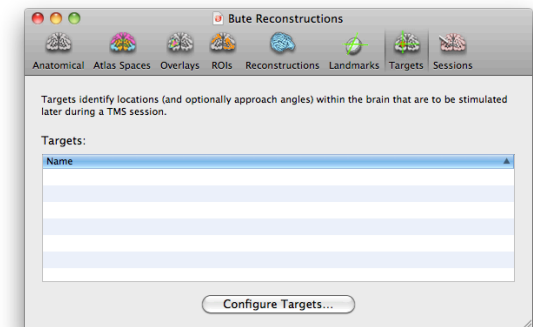 Bute Reconstructions
Anatomical Atlas Spaces Overlays ROIs Reconstructions Landmarks Targets Sessions
Targets identify locations (and optionally approach angles) within the brain that are to be stimulated
later during a TMS session.
Targets:
Name
Configure Targets...